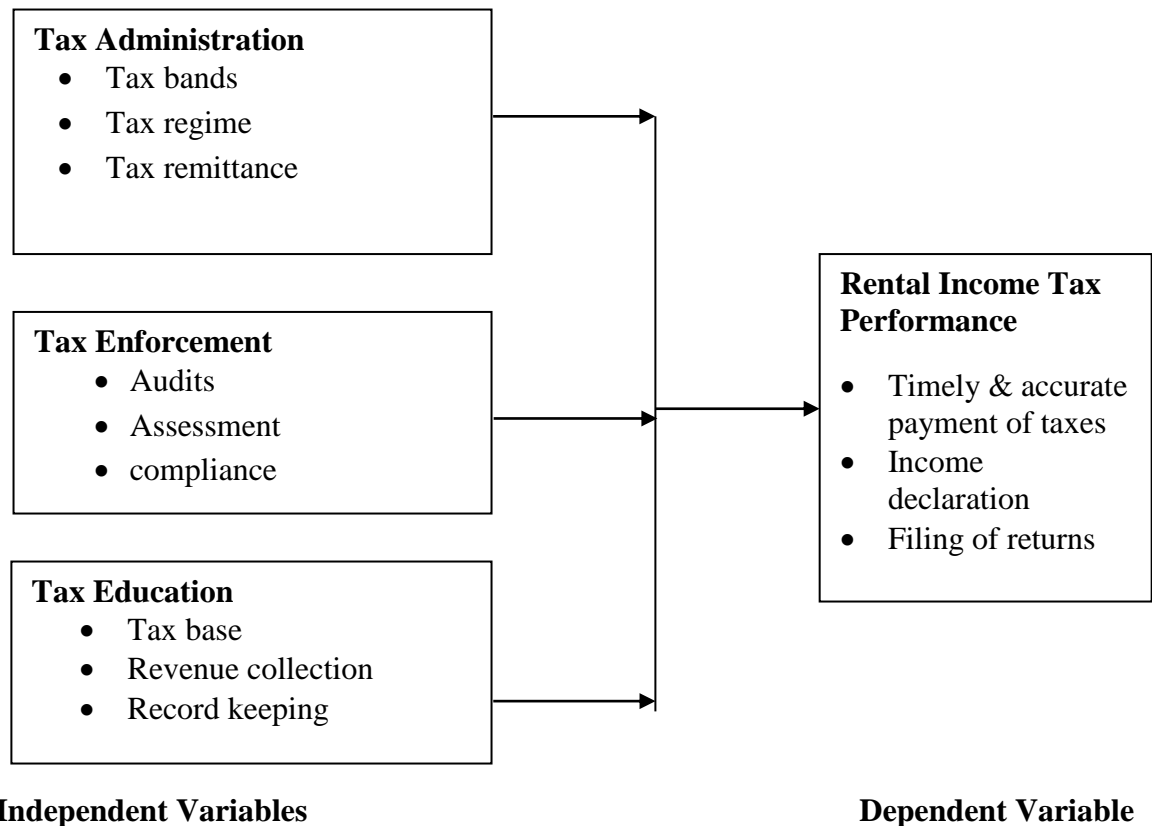 Tax Administration
• Tax bands
• Tax regime
• Tax remittance
Tax Enforcement
• Audits
• Assessment
• compliance
Tax Education
• Tax base
• Revenue collection
• Record keeping
Rental Income Tax
Performance
• Timely & accurate
payment of taxes
• Income
declaration
• Filing of returns
Independent Variables
Dependent Variable